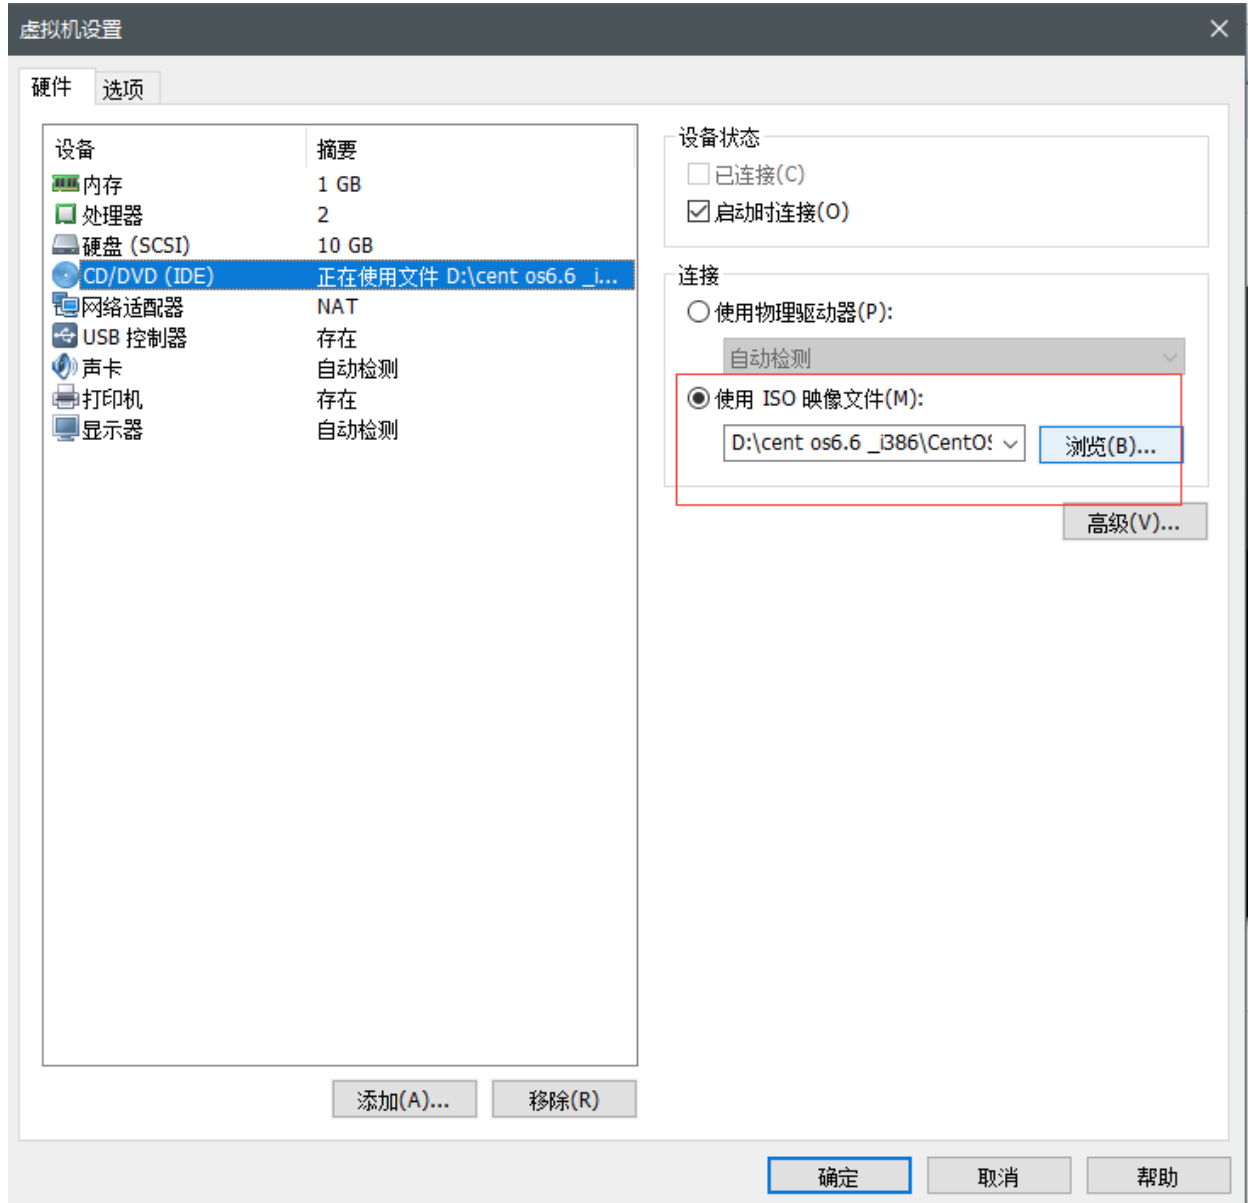 虚拟机设置
硬件 选项
设备 摘要
内存 1 GB
处理器 2
硬盘 (SCSI) 10 GB
CD/DVD (IDE) 正在使用文件 D:\cent os6.6 _i...
网络适配器 NAT
USB 控制器 存在
声卡 自动检测
打印机 存在
显示器 自动检测
添加(A)... 移除(R)
设备状态
已连接(C)
启动时连接(O)
连接
使用物理驱动器(P):
自动检测
使用 ISO 映像文件(M):
D:\cent os6.6 _i386\CentOS
浏览(B)...
高级(V)...
确定 取消 帮助